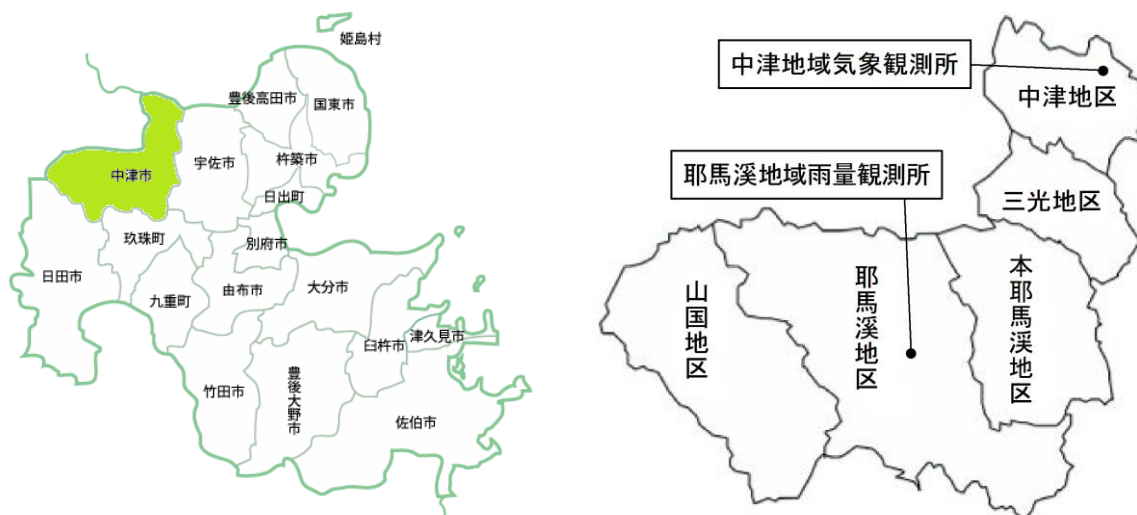 姫島村
豊後高田市
国東市
宇佐市
杵築市
中津市
日出町
玖珠町
別府市
日田市
九重町
由布市
大分市
津久見市
臼杵市
竹田市
豊後大野市
佐伯市
中津地域気象観測所
中津地区
耶馬溪地域雨量観測所
三光地区
山国地区
耶馬溪地区
本耶馬溪地区